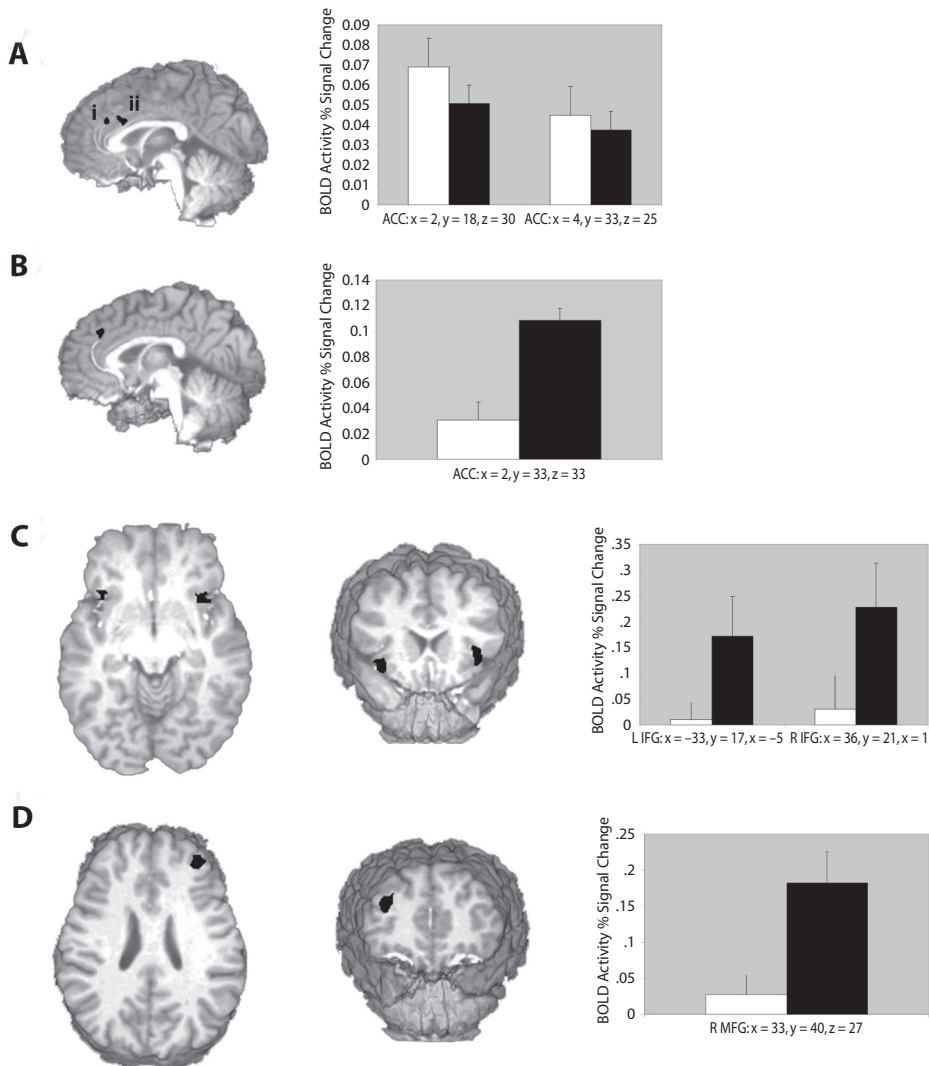 A
i
ii
BOLD Activity % Signal Change
0.09
0.08
0.07
0.06
0.05
0.04
0.03
0.02
0.01
0
ACC: x = 2, y = 18, z = 30 ACC: x = 4, y = 33, z = 25
B
BOLD Activity % Signal Change
0.14
0.12
0.1
0.08
0.06
0.04
0.02
0
ACC: x = 2, y = 33, z = 33
C
BOLD Activity % Signal Change
.35
.3
.25
.2
.15
.1
.05
0
L IFG: x = –33, y = 17, x = –5 R IFG: x = 36, y = 21, x = 1
D
BOLD Activity % Signal Change
.25
.2
.15
.1
.05
0
R MFG: x = 33, y = 40, z = 27